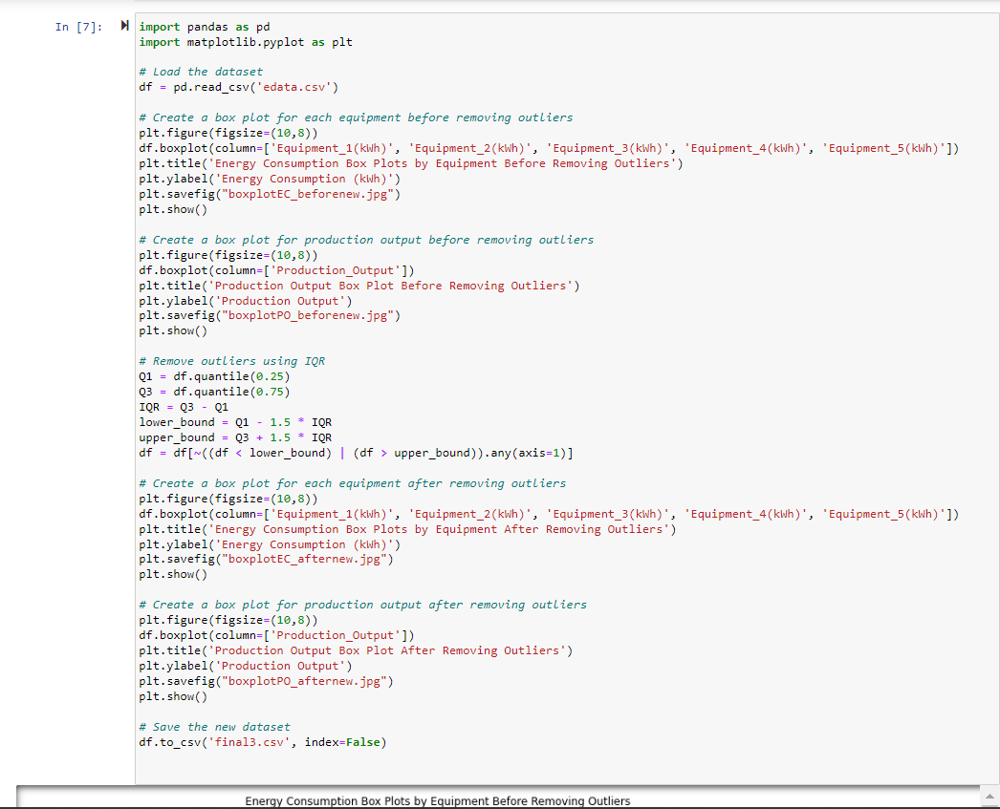 In [7]:
import pandas as pd
import matplotlib.pyplot as plt
# Load the dataset
df = pd.read_csv('edata.csv')
# Create a box plot for each equipment before removing outliers
plt.figure(figsize=(10,8))
df.boxplot(column=['Equipment_1(kWh)', 'Equipment_2(kWh)', 'Equipment_3(kWh)', 'Equipment_4(kWh)', 'Equipment_5(kWh)'])
plt.title('Energy Consumption Box Plots by Equipment Before Removing Outliers')
plt.ylabel('Energy Consumption (kWh)')
plt.savefig("boxplotEC_beforenew.jpg")
plt.show()
# Create a box plot for production output before removing outliers
plt.figure(figsize=(10,8))
df.boxplot(column=['Production_Output'])
plt.title('Production Output Box Plot Before Removing Outliers')
plt.ylabel('Production Output')
plt.savefig("boxplotPO_beforenew.jpg")
plt.show()
# Remove outliers using IQR
Q1 = df.quantile(0.25)
Q3 = df.quantile(0.75)
IQR = Q3 - Q1
lower_bound = Q1 - 1.5 * IQR
upper_bound = Q3 + 1.5 * IQR
df = df[~((df < lower_bound) | (df > upper_bound)).any(axis=1)]
# Create a box plot for each equipment after removing outliers
plt.figure(figsize=(10,8))
df.boxplot(column=['Equipment_1(kWh)', 'Equipment_2(kWh)', 'Equipment_3(kWh)', 'Equipment_4(kWh)', 'Equipment_5(kWh)'])
plt.title('Energy Consumption Box Plots by Equipment After Removing Outliers')
plt.ylabel('Energy Consumption (kWh)')
plt.savefig("boxplotEC_afternew.jpg")
plt.show()
# Create a box plot for production output after removing outliers
plt.figure(figsize=(10,8))
df.boxplot(column=['Production_Output'])
plt.title('Production Output Box Plot After Removing Outliers')
plt.ylabel('Production Output')
plt.savefig("boxplotPO_afternew.jpg")
plt.show()
# Save the new dataset
df.to_csv('final3.csv', index=False)
Energy Consumption Box Plots by Equipment Before Removing Outliers